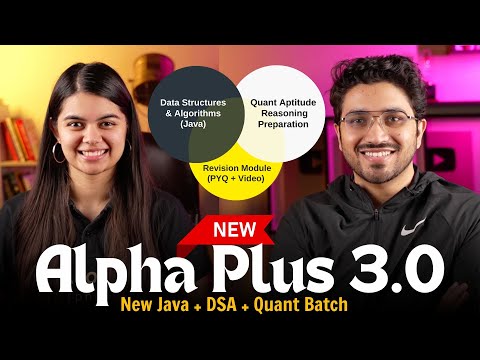 Data Structures
& Algorithms
(Java)
Quant Aptitude
Reasoning
Preparation
Revision Module
(PYQ + Video)
NEW
Alpha Plus 3.0
New Java + DSA + Quant Batch